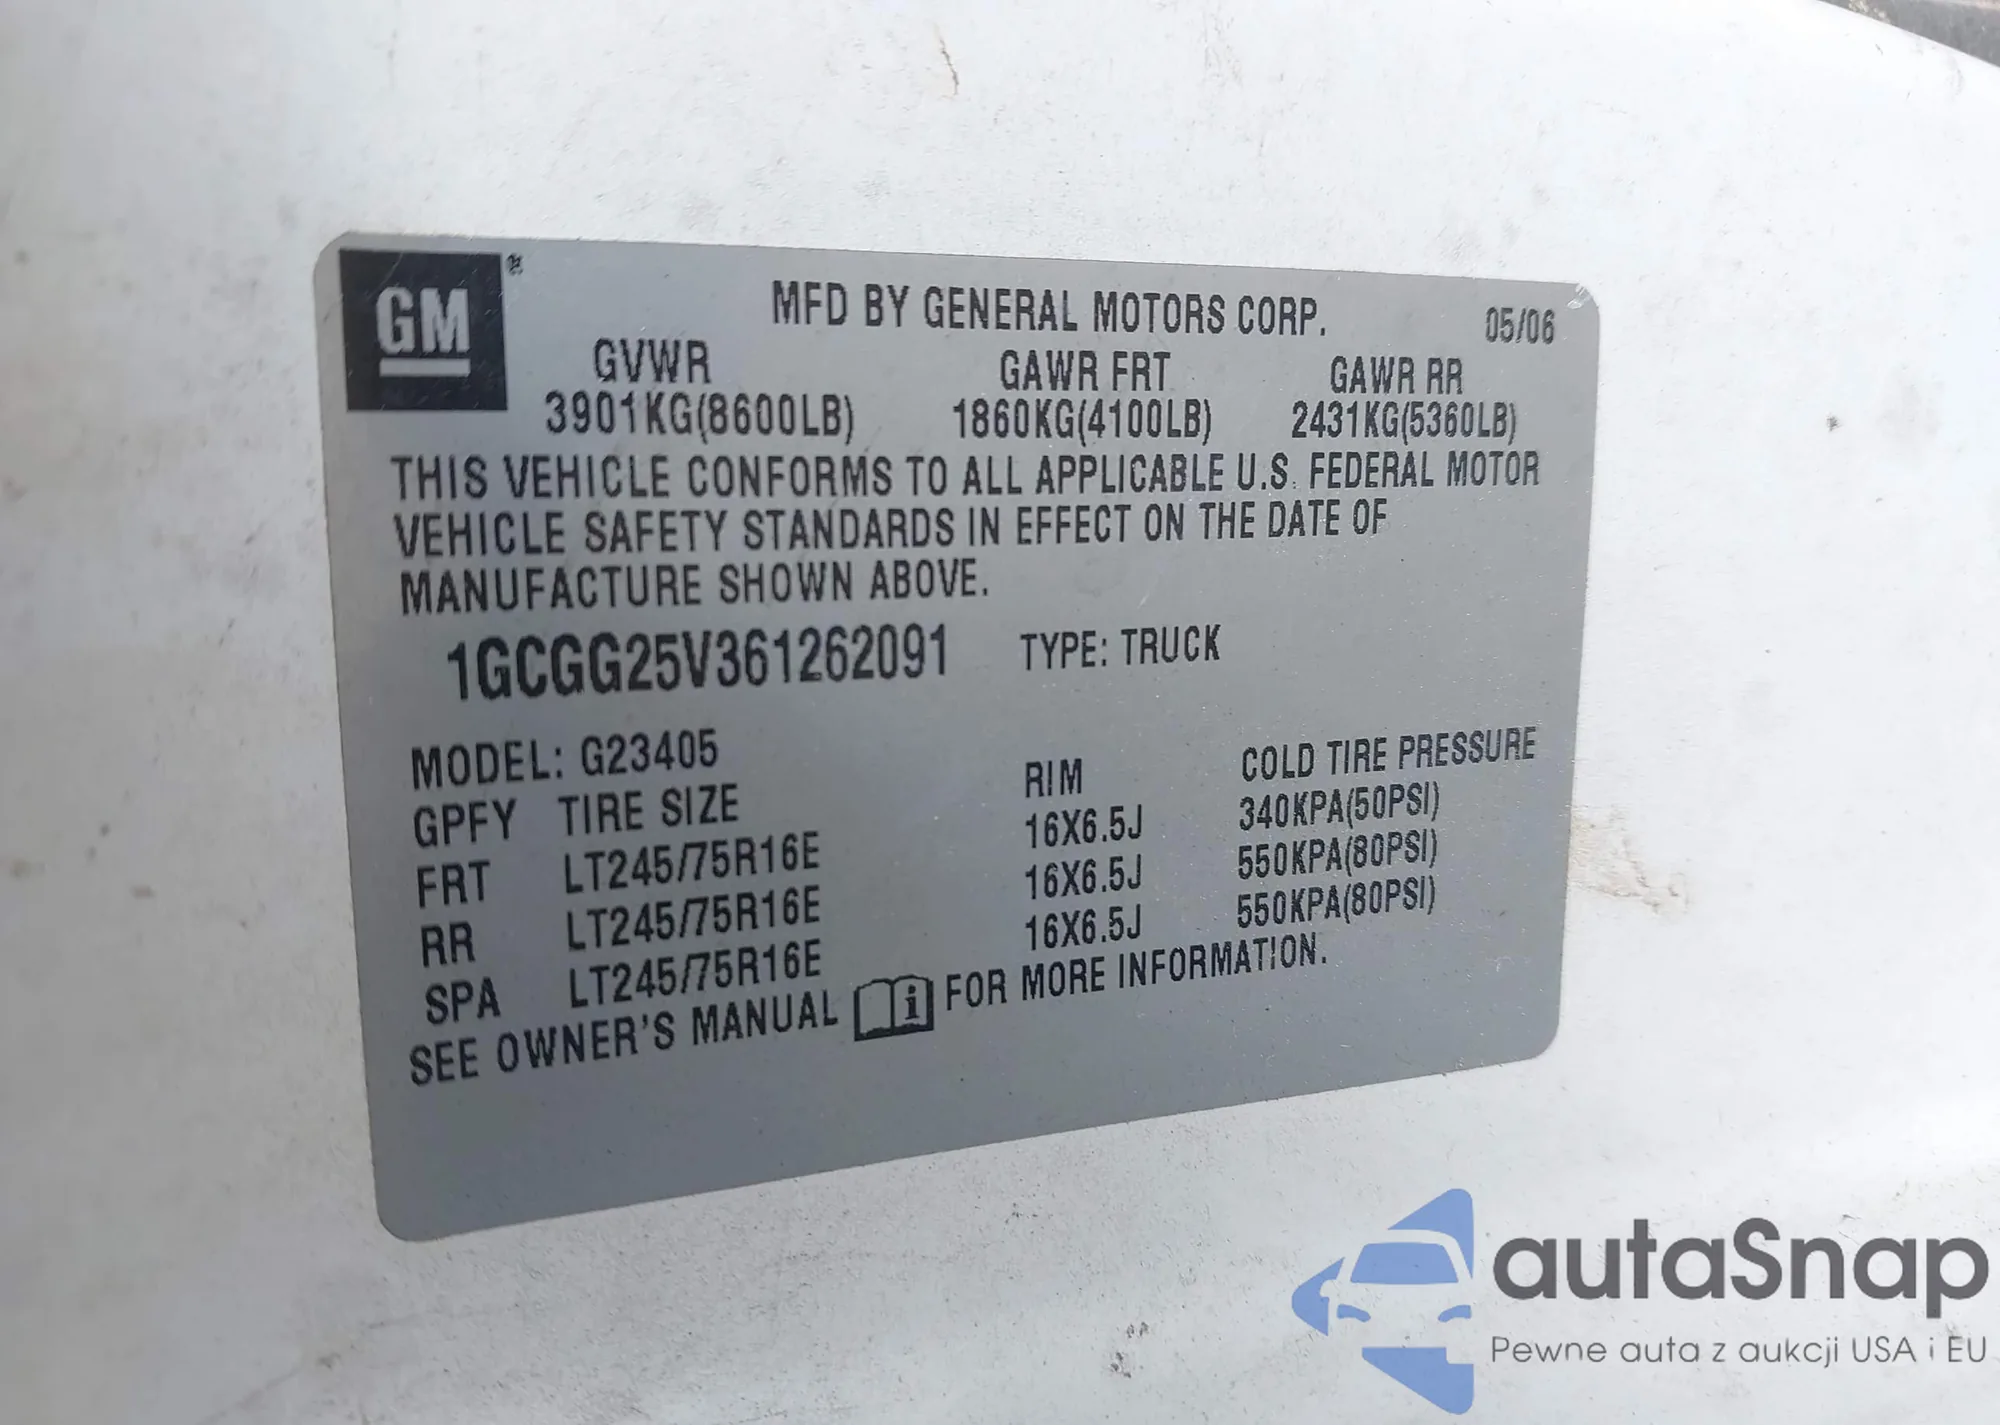 GM
MFD BY GENERAL MOTORS CORP. 05/06
GVWR GAWR FRT GAWR RR
3901KG(8600LB) 1860KG(4100LB) 2431KG(5360LB)
THIS VEHICLE CONFORMS TO ALL APPLICABLE U.S. FEDERAL MOTOR
VEHICLE SAFETY STANDARDS IN EFFECT ON THE DATE OF
MANUFACTURE SHOWN ABOVE.
1GCGG25V361262091 TYPE: TRUCK
MODEL: G23405
GPFY TIRE SIZE RIM COLD TIRE PRESSURE
FRT LT245/75R16E 16X6.5J 340KPA(50PSI)
RR LT245/75R16E 16X6.5J 550KPA(80PSI)
SPA LT245/75R16E 16X6.5J 550KPA(80PSI)
SEE OWNER'S MANUAL i FOR MORE INFORMATION.
autaSnap
Pewne auta z aukcji USA i EU